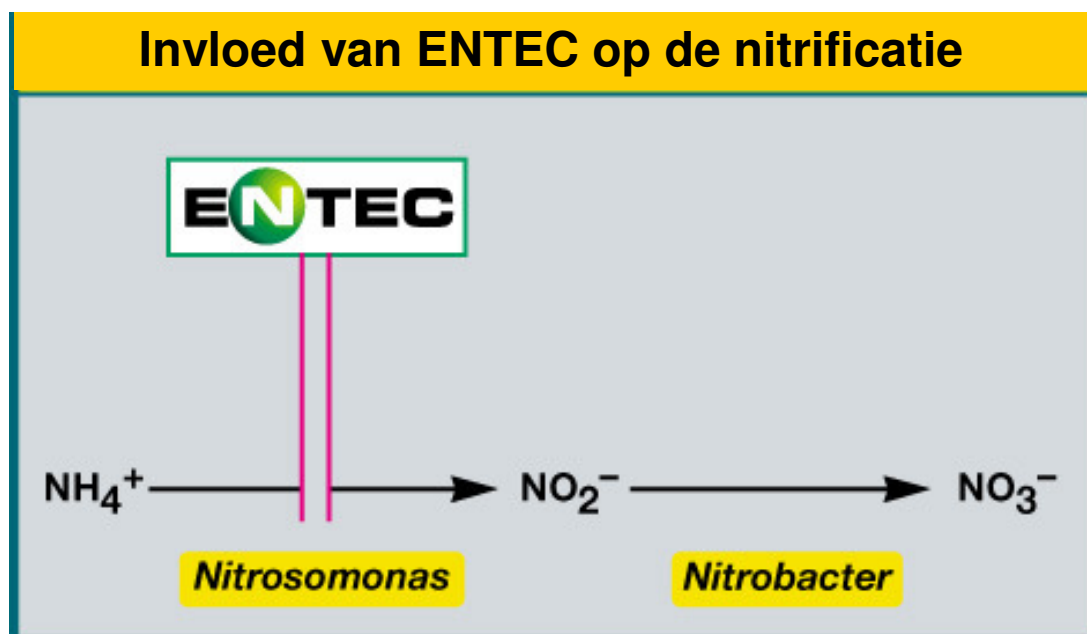 Invloed van ENTEC op de nitrificatie
ENTEC
NH₄⁺ NO₂⁻ NO₃⁻
Nitrosomonas Nitrobacter